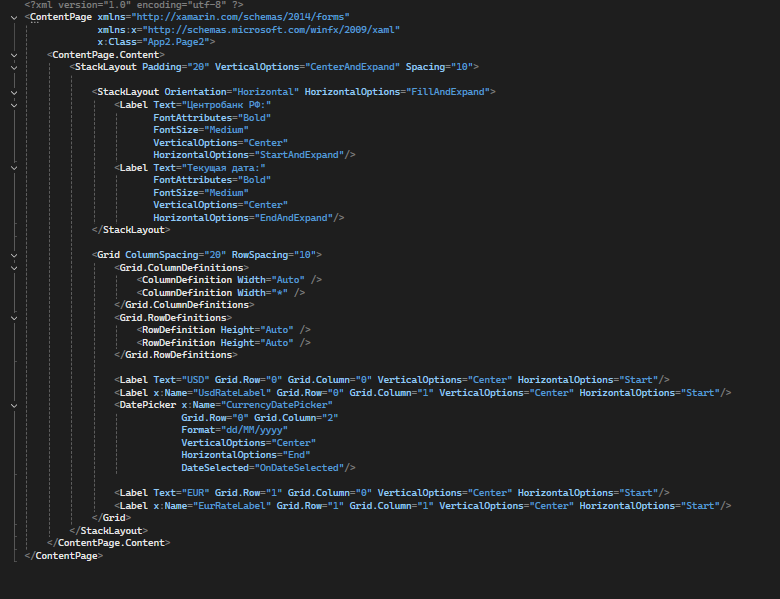 <?xml version="1.0" encoding="utf-8" ?>
<ContentPage xmlns="http://xamarin.com/schemas/2014/forms"
xmlns:x="http://schemas.microsoft.com/winfx/2009/xaml"
x:Class="App2.Page2">
<ContentPage.Content>
<StackLayout Padding="20" VerticalOptions="CenterAndExpand" Spacing="10">
<StackLayout Orientation="Horizontal" HorizontalOptions="FillAndExpand">
<Label Text="Центробанк РФ:"
FontAttributes="Bold"
FontSize="Medium"
VerticalOptions="Center"
HorizontalOptions="StartAndExpand"/>
<Label Text="Текущая дата:"
FontAttributes="Bold"
FontSize="Medium"
VerticalOptions="Center"
HorizontalOptions="EndAndExpand"/>
</StackLayout>
<Grid ColumnSpacing="20" RowSpacing="10">
<Grid.ColumnDefinitions>
<ColumnDefinition Width="Auto" />
<ColumnDefinition Width="*" />
</Grid.ColumnDefinitions>
<Grid.RowDefinitions>
<RowDefinition Height="Auto" />
<RowDefinition Height="Auto" />
</Grid.RowDefinitions>
<Label Text="USD" Grid.Row="0" Grid.Column="0" VerticalOptions="Center" HorizontalOptions="Start"/>
<Label x:Name="UsdRateLabel" Grid.Row="0" Grid.Column="1" VerticalOptions="Center" HorizontalOptions="Start"/>
<DatePicker x:Name="CurrencyDatePicker"
Grid.Row="0" Grid.Column="2"
Format="dd/MM/yyyy"
VerticalOptions="Center"
HorizontalOptions="End"
DateSelected="OnDateSelected"/>
<Label Text="EUR" Grid.Row="1" Grid.Column="0" VerticalOptions="Center" HorizontalOptions="Start"/>
<Label x:Name="EurRateLabel" Grid.Row="1" Grid.Column="1" VerticalOptions="Center" HorizontalOptions="Start"/>
</Grid>
</StackLayout>
</ContentPage.Content>
</ContentPage>